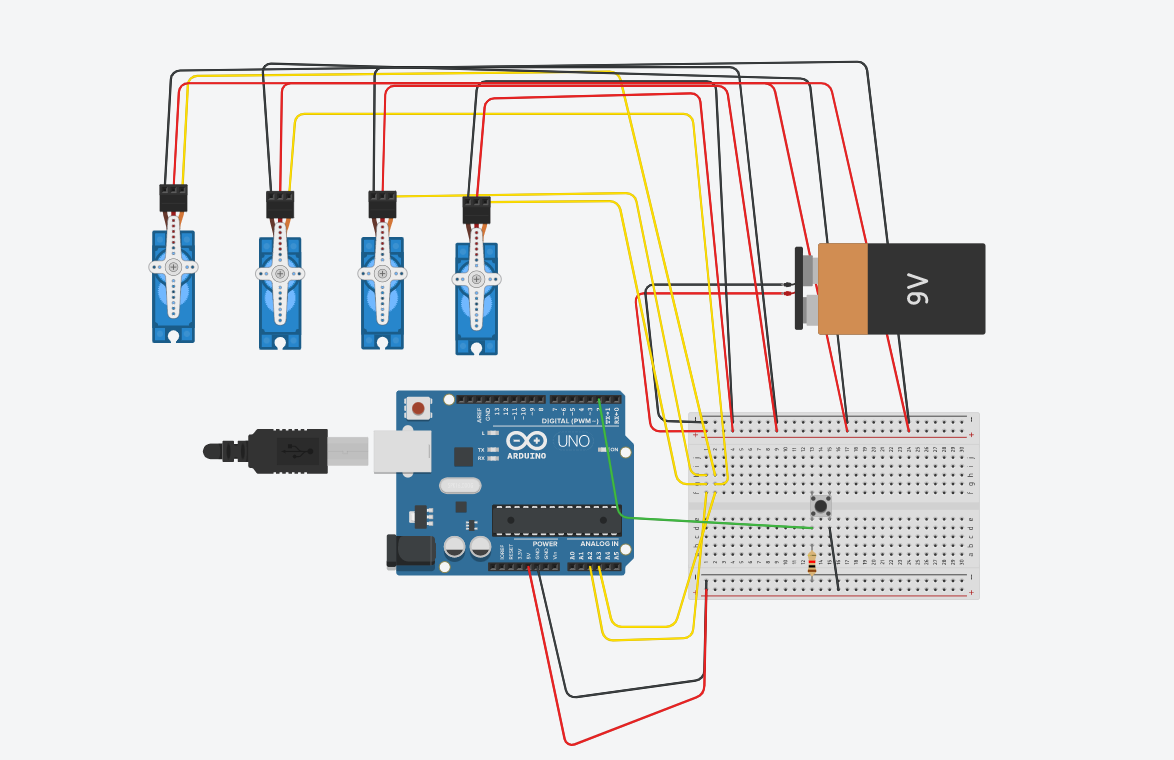 9V
AREF
GND
13
12
~11
~10
~9
8
7
~6
~5
4
~3
2
TX→1
RX←0
DIGITAL (PWM~)
L
TX
RX
ON
UNO
ARDUINO
IOREF
RESET
3.3V
5V
GND
GND
Vin
POWER
ANALOG IN
A0
A1
A2
A3
A4
A5